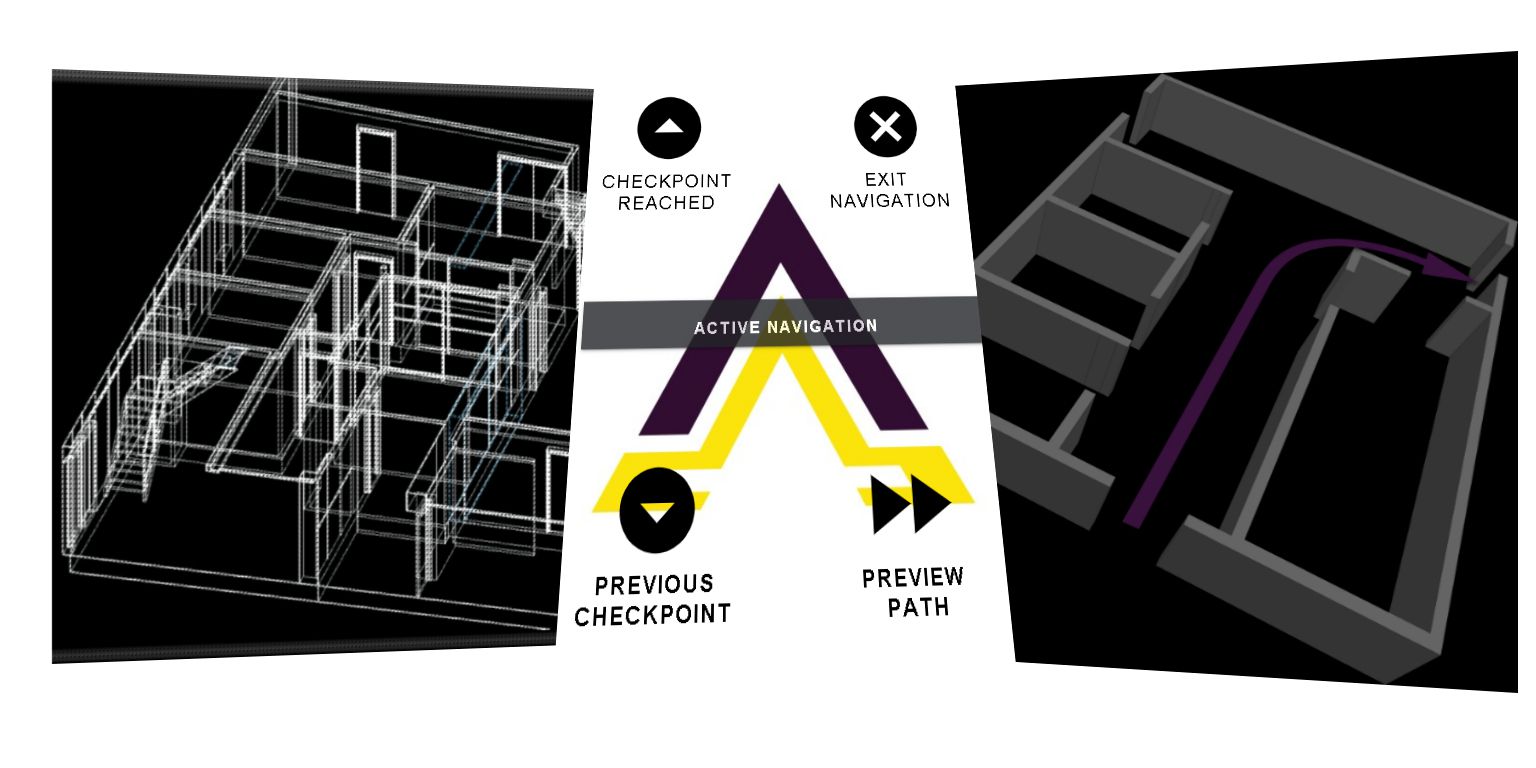 CHECKPOINT
REACHED
EXIT
NAVIGATION
ACTIVE NAVIGATION
PREVIOUS
CHECKPOINT
PREVIEW
PATH